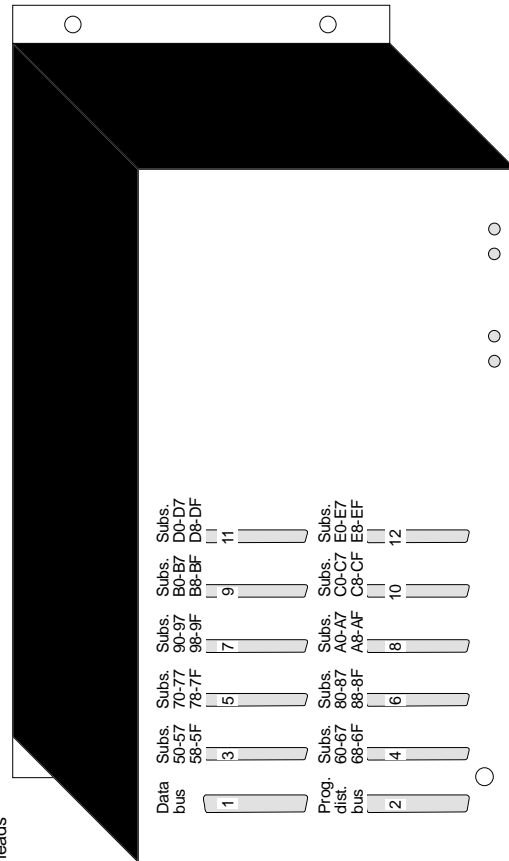 leads
Data
bus
1
Subs.
50-57
58-5F
3
Subs.
70-77
78-7F
5
Subs.
90-97
98-9F
7
Subs.
B0-B7
B8-BF
9
Subs.
D0-D7
D8-DF
11
Prog.
dist.
bus
2
Subs.
60-67
68-6F
4
Subs.
80-87
88-8F
6
Subs.
A0-A7
A8-AF
8
Subs.
C0-C7
C8-CF
10
Subs.
E0-E7
E8-EF
12